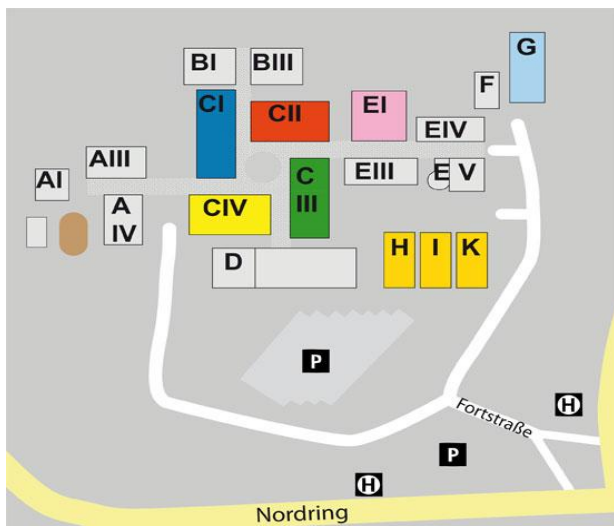 G
BI
BIII
F
CI
CII
EI
EIV
AIII
AI
C
III
EIII
E V
A
IV
CIV
D
H
I
K
P
Fortstraße
H
P
H
Nordring